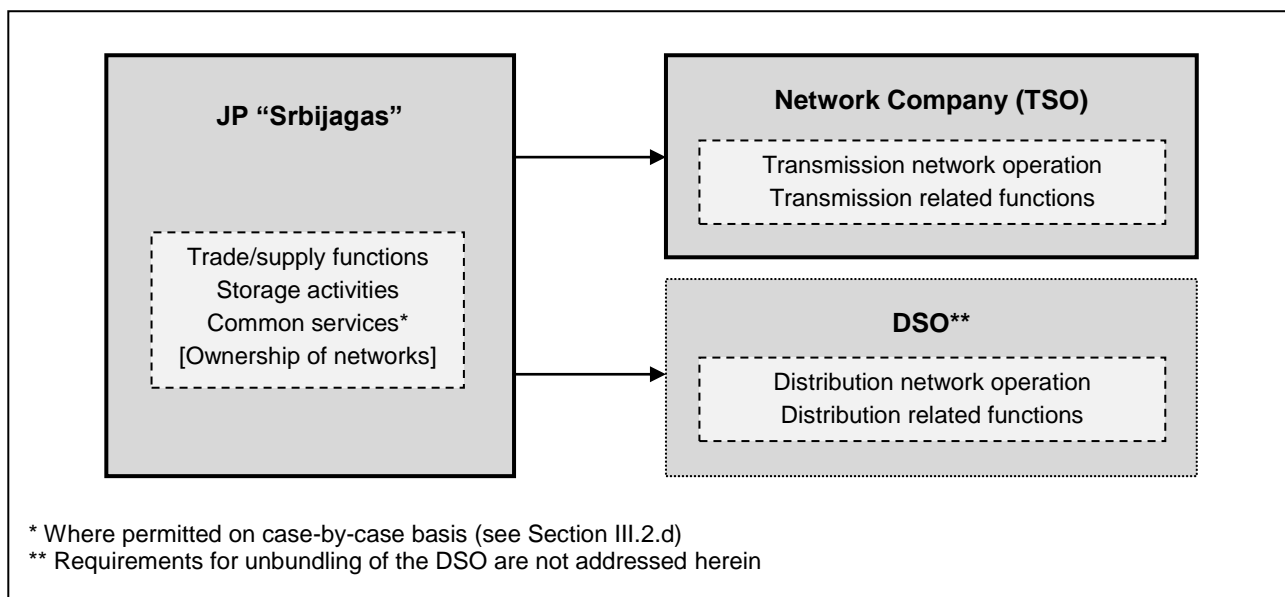 JP “Srbijagas”
Trade/supply functions
Storage activities
Common services*
[Ownership of networks]
Network Company (TSO)
Transmission network operation
Transmission related functions
DSO**
Distribution network operation
Distribution related functions
* Where permitted on case-by-case basis (see Section III.2.d)
** Requirements for unbundling of the DSO are not addressed herein